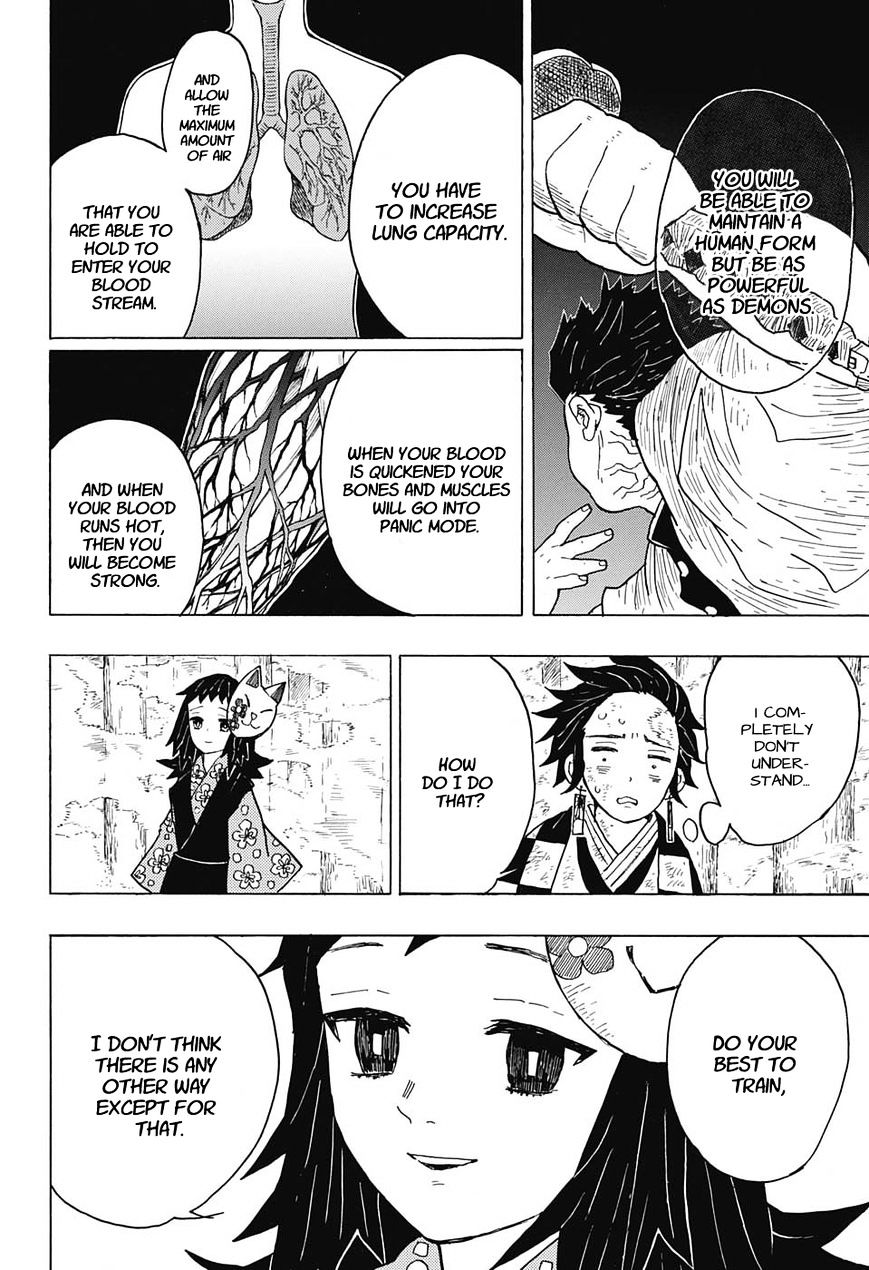 YOU WILL
BE ABLE TO
MAINTAIN A
HUMAN FORM
BUT BE AS
POWERFUL
AS DEMONS.
YOU HAVE
TO INCREASE
LUNG CAPACITY.
AND
ALLOW
THE
MAXIMUM
AMOUNT
OF AIR
THAT YOU
ARE ABLE TO
HOLD TO
ENTER YOUR
BLOOD
STREAM.
WHEN YOUR BLOOD
IS QUICKENED YOUR
BONES AND MUSCLES
WILL GO INTO
PANIC MODE.
AND WHEN
YOUR BLOOD
RUNS HOT,
THEN YOU
WILL BECOME
STRONG.
I COM-
PLETELY
DON'T
UNDER-
STAND...
HOW
DO I DO
THAT?
DO YOUR
BEST TO
TRAIN,
I DON'T THINK
THERE IS ANY
OTHER WAY
EXCEPT FOR
THAT.